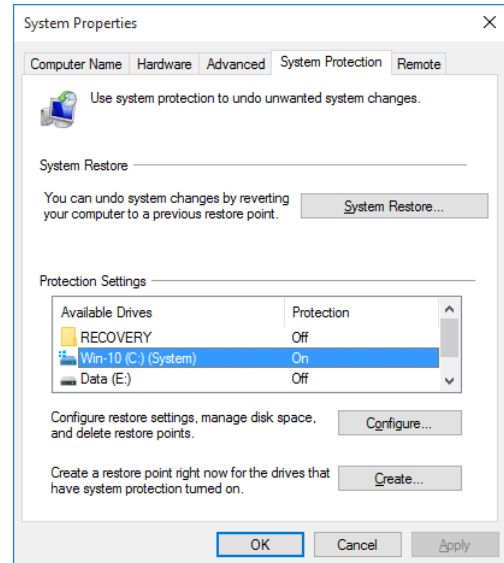 System Properties
Computer Name Hardware Advanced System Protection Remote
Use system protection to undo unwanted system changes.
System Restore
You can undo system changes by reverting
your computer to a previous restore point.
System Restore...
Protection Settings
Available Drives Protection
RECOVERY Off
Win-10 (C:) (System) On
Data (E:) Off
Configure restore settings, manage disk space,
and delete restore points.
Configure...
Create a restore point right now for the drives that
have system protection turned on.
Create...
OK Cancel Apply